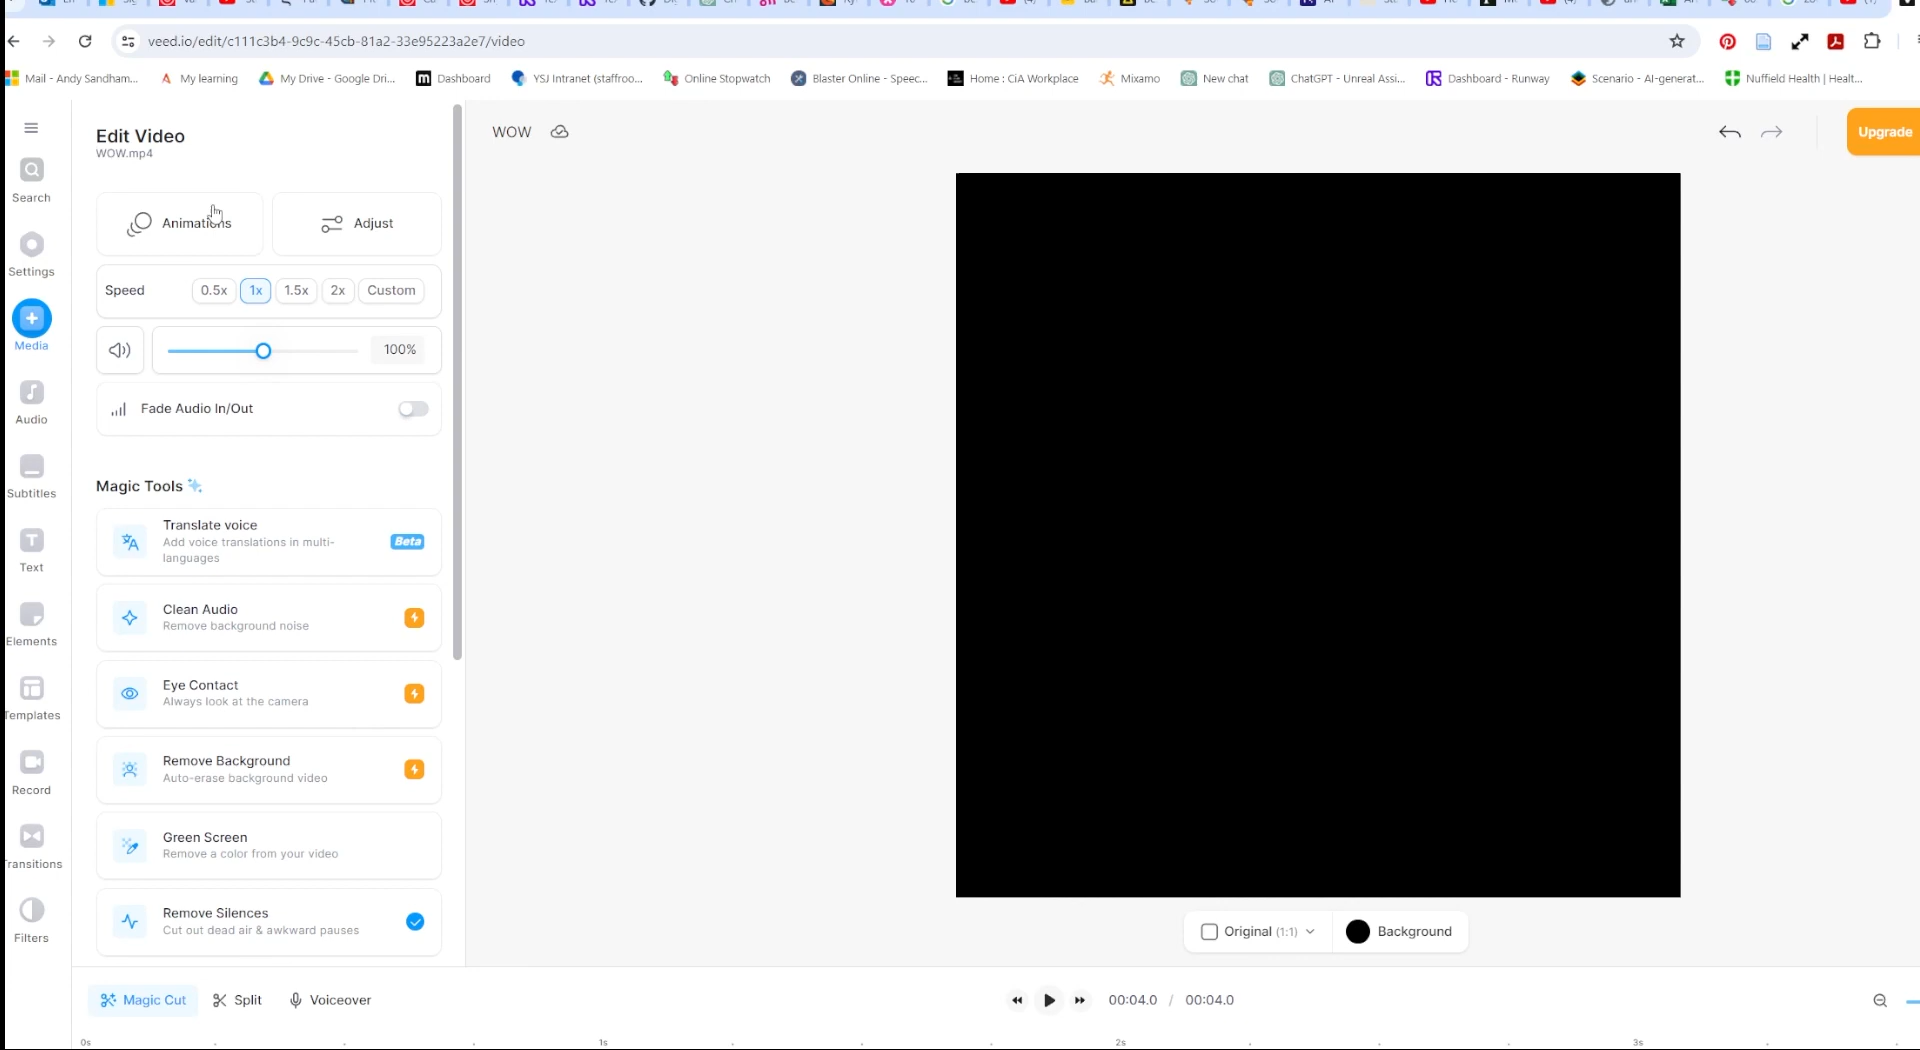 veed.io/edit/c111c3b4-9c9c-45cb-81a2-33e95223a2e7/video
Mail - Andy Sandham... My learning My Drive - Google Dri... Dashboard YSJ Intranet (staffroo... Online Stopwatch Blaster Online - Speec... Home : CiA Workplace Mixamo New chat ChatGPT - Unreal Assi... Dashboard - Runway Scenario - AI-generat... Nuffield Health | Healt...
Search
Settings
Media
Audio
Subtitles
Text
Elements
Templates
Record
Transitions
Filters
Edit Video
WOW.mp4
Animations Adjust
Speed 0.5x 1x 1.5x 2x Custom
100%
Fade Audio In/Out
Magic Tools
Translate voice
Add voice translations in multi-
languages
Beta
Clean Audio
Remove background noise
Eye Contact
Always look at the camera
Remove Background
Auto-erase background video
Green Screen
Remove a color from your video
Remove Silences
Cut out dead air & awkward pauses
WOW
Upgrade
Original (1:1) Background
Magic Cut Split Voiceover
00:04.0 / 00:04.0
0s 1s 2s 3s